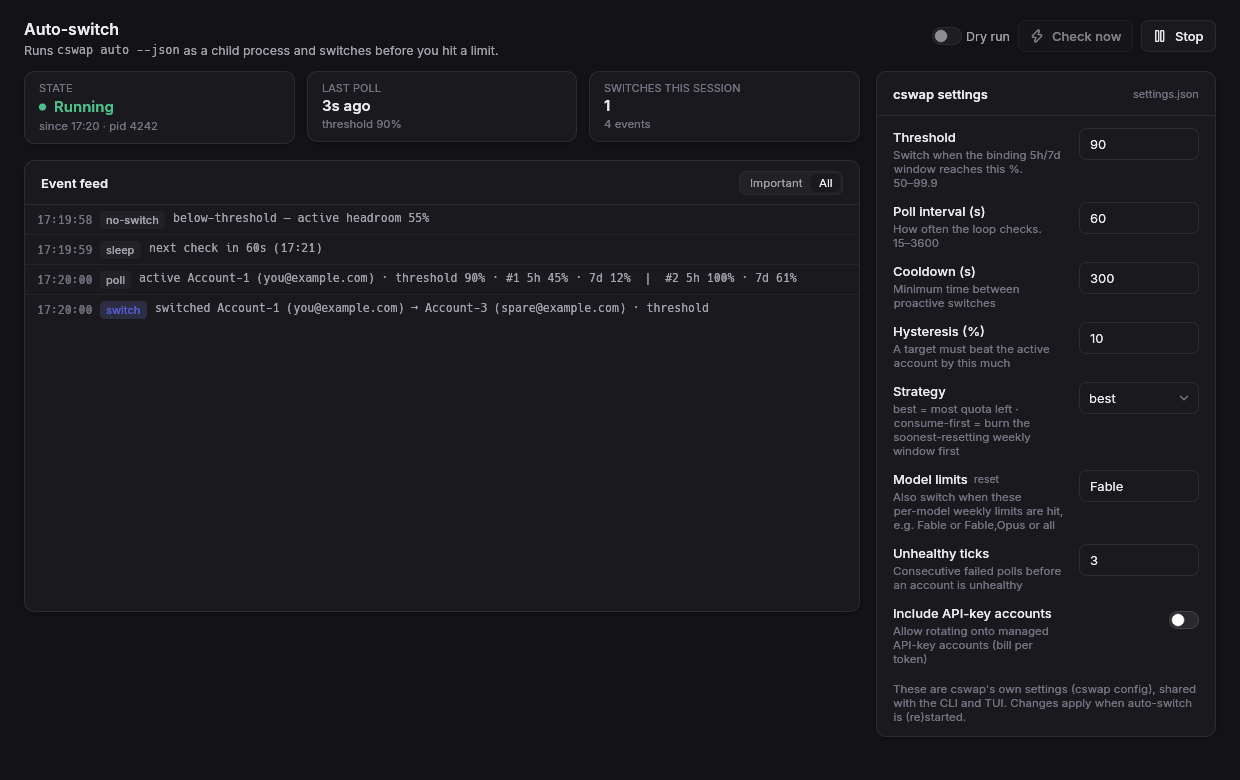 Auto-switch
Runs cswap auto --json as a child process and switches before you hit a limit.
Dry run
Check now
Stop
STATE
Running
since 17:20 · pid 4242
LAST POLL
3s ago
threshold 90%
SWITCHES THIS SESSION
1
4 events
Event feed
Important
All
17:19:58 no-switch below-threshold — active headroom 55%
17:19:59 sleep next check in 60s (17:21)
17:20:00 poll active Account-1 (you@example.com) · threshold 90% · #1 5h 45% · 7d 12% | #2 5h 100% · 7d 61%
17:20:00 switch switched Account-1 (you@example.com) → Account-3 (spare@example.com) · threshold
cswap settings
settings.json
Threshold
Switch when the binding 5h/7d
window reaches this %.
50–99.9
90
Poll interval (s)
How often the loop checks.
15–3600
60
Cooldown (s)
Minimum time between
proactive switches
300
Hysteresis (%)
A target must beat the active
account by this much
10
Strategy
best = most quota left ·
consume-first = burn the
soonest-resetting weekly
window first
best
Model limits reset
Also switch when these
per-model weekly limits are hit,
e.g. Fable or Fable,Opus or all
Fable
Unhealthy ticks
Consecutive failed polls before
an account is unhealthy
3
Include API-key accounts
Allow rotating onto managed
API-key accounts (bill per
token)
These are cswap's own settings (cswap config), shared
with the CLI and TUI. Changes apply when auto-switch
is (re)started.